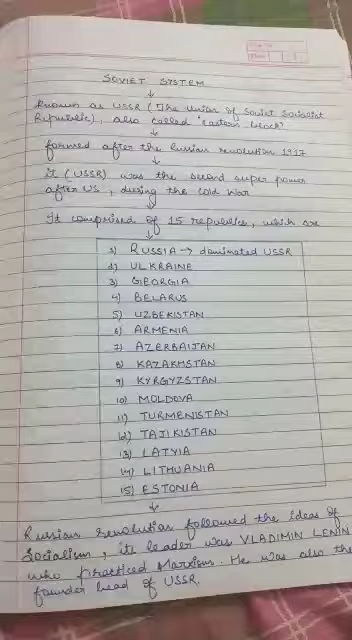 SOVIET SYSTEM
↓
Known as USSR (The Union of Soviet Socialist
Republic), also called "Eastern block"
↓
formed after the Russian revolution 1917
↓
it (USSR) was the second super power
after US, during the cold war
↓
It comprised of 15 republics, which are
↓
1) RUSSIA → dominated USSR
2) UKRAINE
3) GEORGIA
4) BELARUS
5) UZBEKISTAN
6) ARMENIA
7) AZERBAIJAN
8) KAZAKHSTAN
9) KYRGYZSTAN
10) MOLDOVA
11) TURMENISTAN
12) TAJIKISTAN
13) LATVIA
14) LITHUANIA
15) ESTONIA
↓
Russian revolution followed the ideas of
Socialism, its leader was VLADIMIN LENIN
who practiced Marxism. He was also the
founder head of USSR.